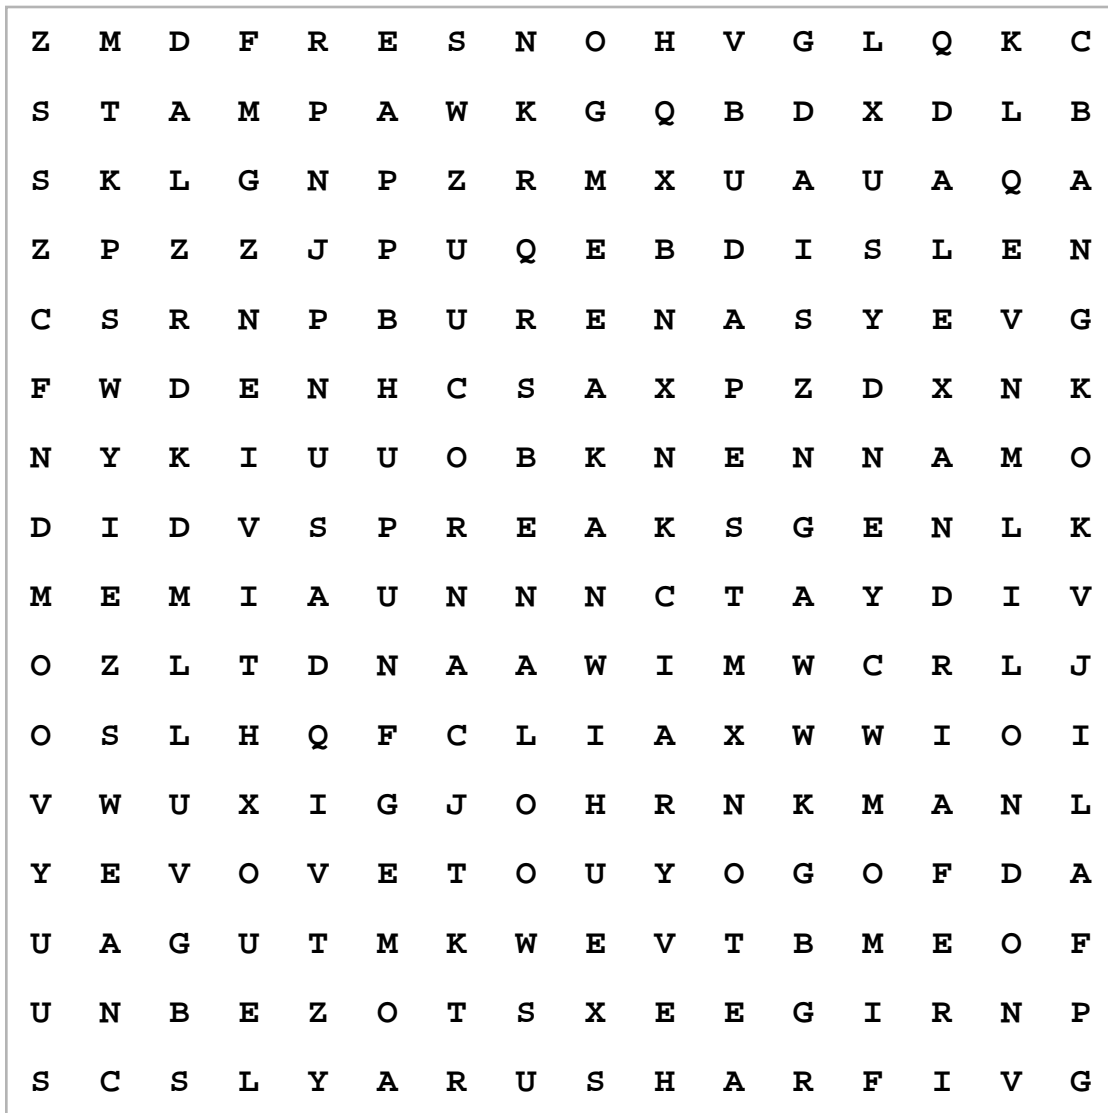 Z M D F R E S N O H V G L Q K C
S T A M P A W K G Q B D X D L B
S K L G N P Z R M X U A U A Q A
Z P Z Z J P U Q E B D I S L E N
C S R N P B U R E N A S Y E V G
F W D E N H C S A X P Z D X N K
N Y K I U U O B K N E N N A M O
D I D V S P R E A K S G E N L K
M E M I A U N N N C T A Y D I V
O Z L T D N A A W I M W C R L J
O S L H Q F C L I A X W W I O I
V W U X I G J O H R N K M A N L
Y E V O V E T O U Y O G O F D A
U A G U T M K W E V T B M E O F
U N B E Z O T S X E E G I R N P
S C S L Y A R U S H A R F I V G